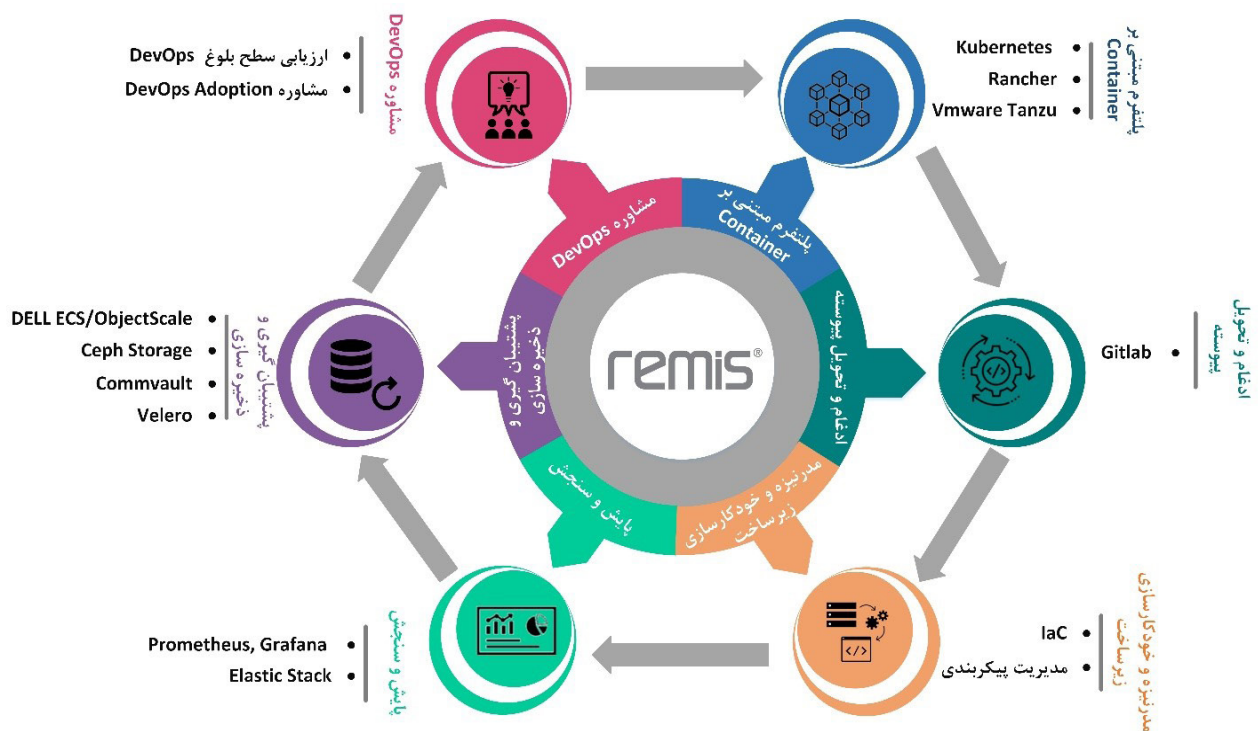 مشاوره DevOps
ارزیابی سطح بلوغ DevOps
مشاوره DevOps Adoption
پلتفرم مبتنی بر
Container
Kubernetes
Rancher
Vmware Tanzu
ادغام و تحویل
پیوسته
Gitlab
مدرنیزه و خودکارسازی
زیرساخت
IaC
مدیریت پیکربندی
پایش و سنجش
Prometheus, Grafana
Elastic Stack
پشتیبان گیری و
ذخیره سازی
DELL ECS/ObjectScale
Ceph Storage
Commvault
Velero
مشاوره DevOps
پلتفرم مبتنی بر
Container
ادغام و تحویل پیوسته
مدرنیزه و خودکارسازی
زیرساخت
پایش و سنجش
پشتیبان گیری و
ذخیره سازی
remis®